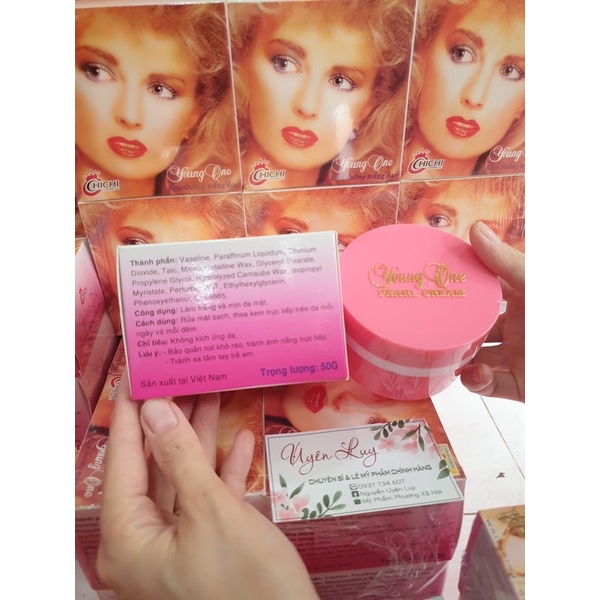 CHICHI
Young One
CHICHI
Young One
CHICHI
Young One
Thành phần: Vaseline, Paraffinum Liquidum, Titanium
Dioxide, Talc, Microcrystalline Wax, Glyceryl Stearate,
Propylene Glycol, Hydrolyzed Carnauba Wax, Isopropyl
Myristate, Perfume, Ethylhexylglycerin,
Phenoxyethanol,
Công dụng: Làm trắng và mịn da mặt.
Cách dùng: Rửa mặt sạch, thoa kem trực tiếp trên da mỗi
ngày và mỗi đêm.
Chỉ tiêu: Không kích ứng da.
Lưu ý: - Bảo quản nơi khô ráo, tránh ánh nắng trực tiếp.
- Tránh xa tầm tay trẻ em.
Sản xuất tại Việt Nam
Trọng lượng: 50G
Young One
PEARL CREAM
Uyên Luy
CHUYÊN SỈ & LẺ MỸ PHẨM CHÍNH HÃNG
0937 734 607
Nguyễn Uyên Luy
Mỹ Phẩm Phương Xã Hơi
Young One